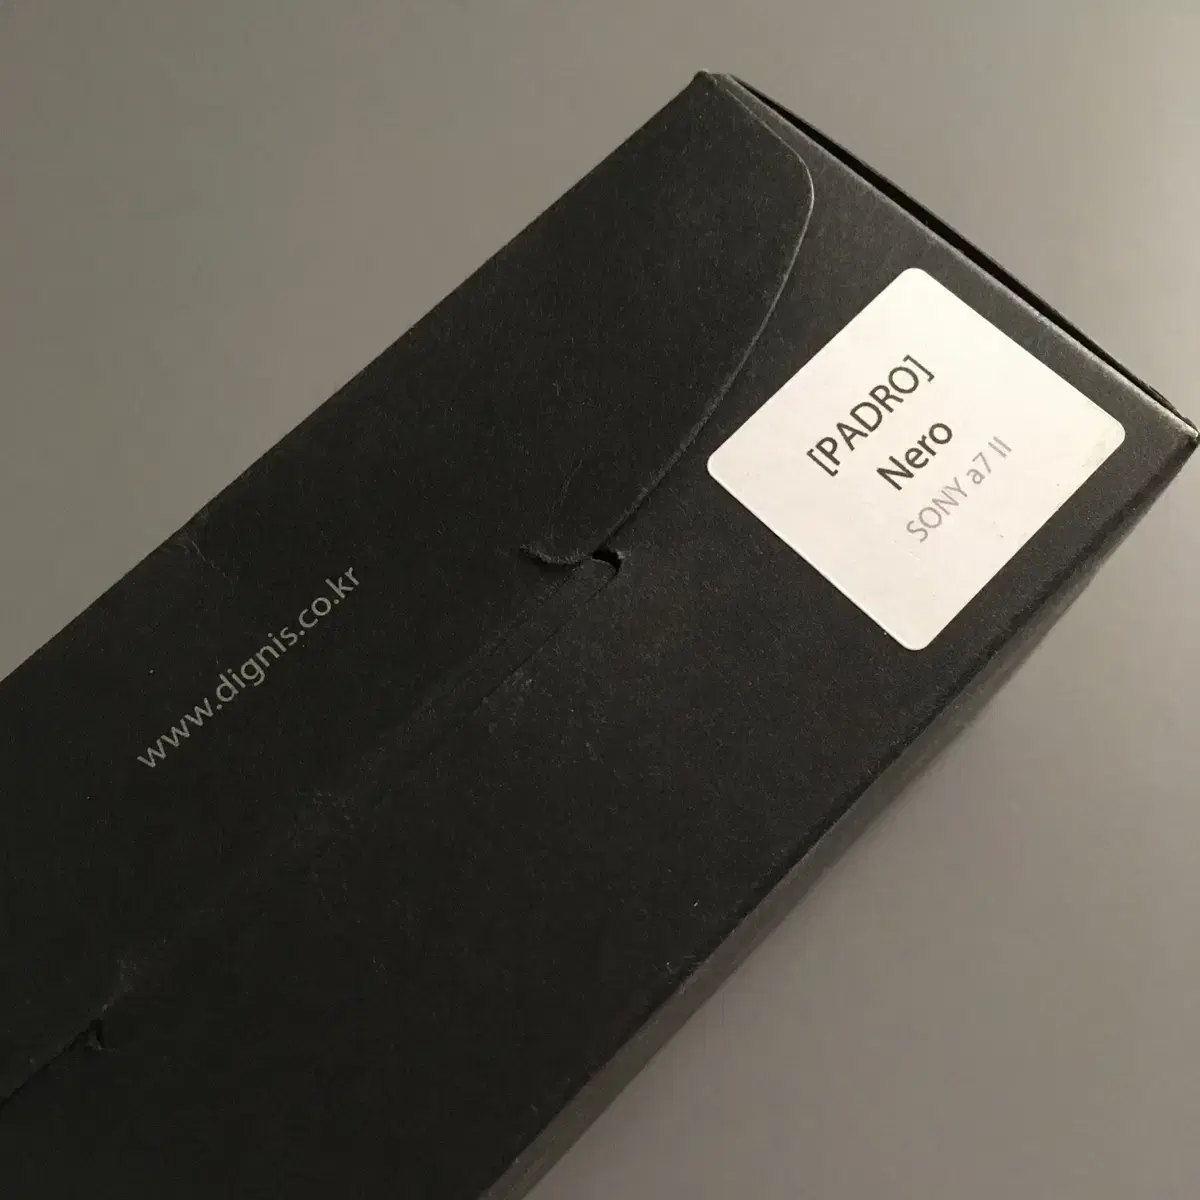 [PADRO]
Nero
SONY a7 II
www.dignis.co.kr